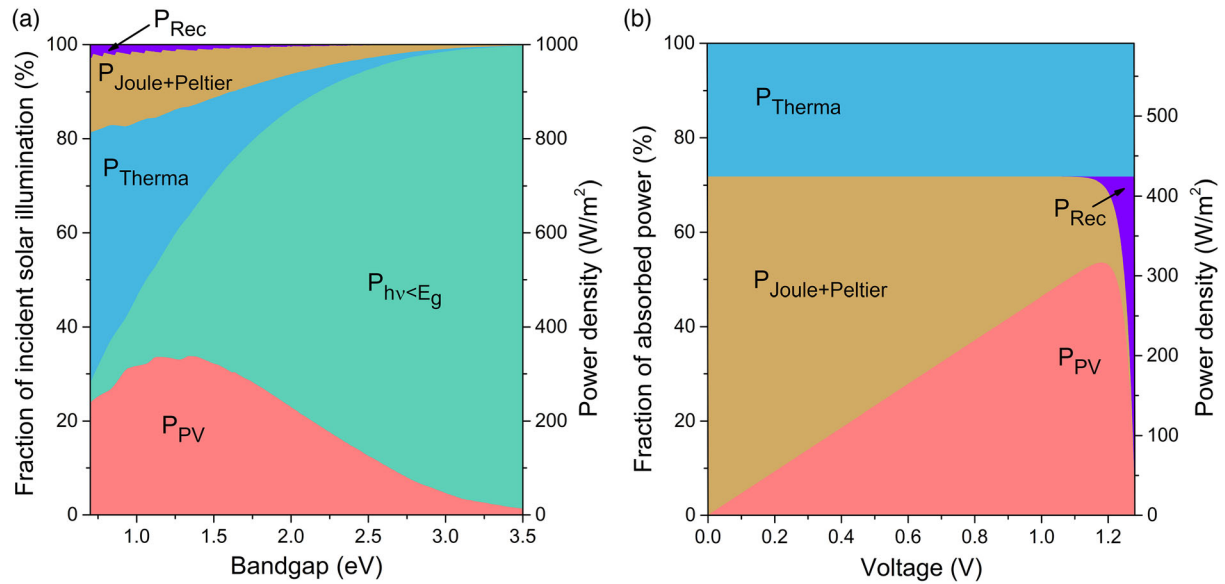 (a)
P_Rec
P_Joule+Peltier
P_Therma
P_hν<E_g
P_PV
100
80
60
40
20
0
Fraction of incident solar illumination (%)
1000
800
600
400
200
0
Power density (W/m²)
1.0 1.5 2.0 2.5 3.0 3.5
Bandgap (eV)
(b)
P_Therma
P_Rec
P_Joule+Peltier
P_PV
100
80
60
40
20
0
Fraction of absorbed power (%)
500
400
300
200
100
0
Power density (W/m²)
0.0 0.2 0.4 0.6 0.8 1.0 1.2
Voltage (V)